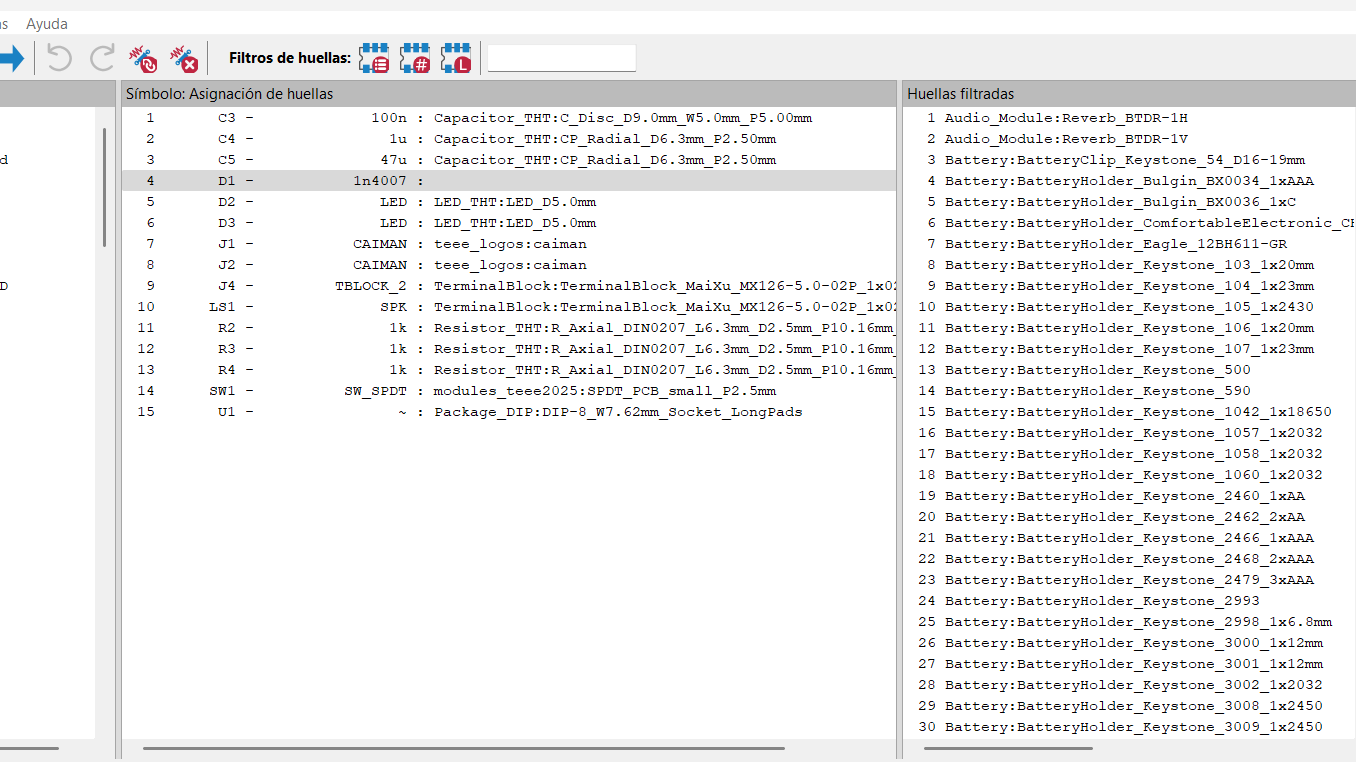 s Ayuda
Filtros de huellas:
Símbolo: Asignación de huellas
1 C3 - 100n : Capacitor_THT:C_Disc_D9.0mm_W5.0mm_P5.00mm
2 C4 - 1u : Capacitor_THT:CP_Radial_D6.3mm_P2.50mm
3 C5 - 47u : Capacitor_THT:CP_Radial_D6.3mm_P2.50mm
4 D1 - 1n4007 :
5 D2 - LED : LED_THT:LED_D5.0mm
6 D3 - LED : LED_THT:LED_D5.0mm
7 J1 - CAIMAN : teee_logos:caiman
8 J2 - CAIMAN : teee_logos:caiman
9 J4 - TBLOCK_2 : TerminalBlock:TerminalBlock_MaiXu_MX126-5.0-02P_1x02
10 LS1 - SPK : TerminalBlock:TerminalBlock_MaiXu_MX126-5.0-02P_1x02
11 R2 - 1k : Resistor_THT:R_Axial_DIN0207_L6.3mm_D2.5mm_P10.16mm_
12 R3 - 1k : Resistor_THT:R_Axial_DIN0207_L6.3mm_D2.5mm_P10.16mm_
13 R4 - 1k : Resistor_THT:R_Axial_DIN0207_L6.3mm_D2.5mm_P10.16mm_
14 SW1 - SW_SPDT : modules_teee2025:SPDT_PCB_small_P2.5mm
15 U1 - ~ : Package_DIP:DIP-8_W7.62mm_Socket_LongPads
Huellas filtradas
1 Audio_Module:Reverb_BTDR-1H
2 Audio_Module:Reverb_BTDR-1V
3 Battery:BatteryClip_Keystone_54_D16-19mm
4 Battery:BatteryHolder_Bulgin_BX0034_1xAAA
5 Battery:BatteryHolder_Bulgin_BX0036_1xC
6 Battery:BatteryHolder_ComfortableElectronic_CH
7 Battery:BatteryHolder_Eagle_12BH611-GR
8 Battery:BatteryHolder_Keystone_103_1x20mm
9 Battery:BatteryHolder_Keystone_104_1x23mm
10 Battery:BatteryHolder_Keystone_105_1x2430
11 Battery:BatteryHolder_Keystone_106_1x20mm
12 Battery:BatteryHolder_Keystone_107_1x23mm
13 Battery:BatteryHolder_Keystone_500
14 Battery:BatteryHolder_Keystone_590
15 Battery:BatteryHolder_Keystone_1042_1x18650
16 Battery:BatteryHolder_Keystone_1057_1x2032
17 Battery:BatteryHolder_Keystone_1058_1x2032
18 Battery:BatteryHolder_Keystone_1060_1x2032
19 Battery:BatteryHolder_Keystone_2460_1xAA
20 Battery:BatteryHolder_Keystone_2462_2xAA
21 Battery:BatteryHolder_Keystone_2466_1xAAA
22 Battery:BatteryHolder_Keystone_2468_2xAAA
23 Battery:BatteryHolder_Keystone_2479_3xAAA
24 Battery:BatteryHolder_Keystone_2993
25 Battery:BatteryHolder_Keystone_2998_1x6.8mm
26 Battery:BatteryHolder_Keystone_3000_1x12mm
27 Battery:BatteryHolder_Keystone_3001_1x12mm
28 Battery:BatteryHolder_Keystone_3002_1x2032
29 Battery:BatteryHolder_Keystone_3008_1x2450
30 Battery:BatteryHolder_Keystone_3009_1x2450